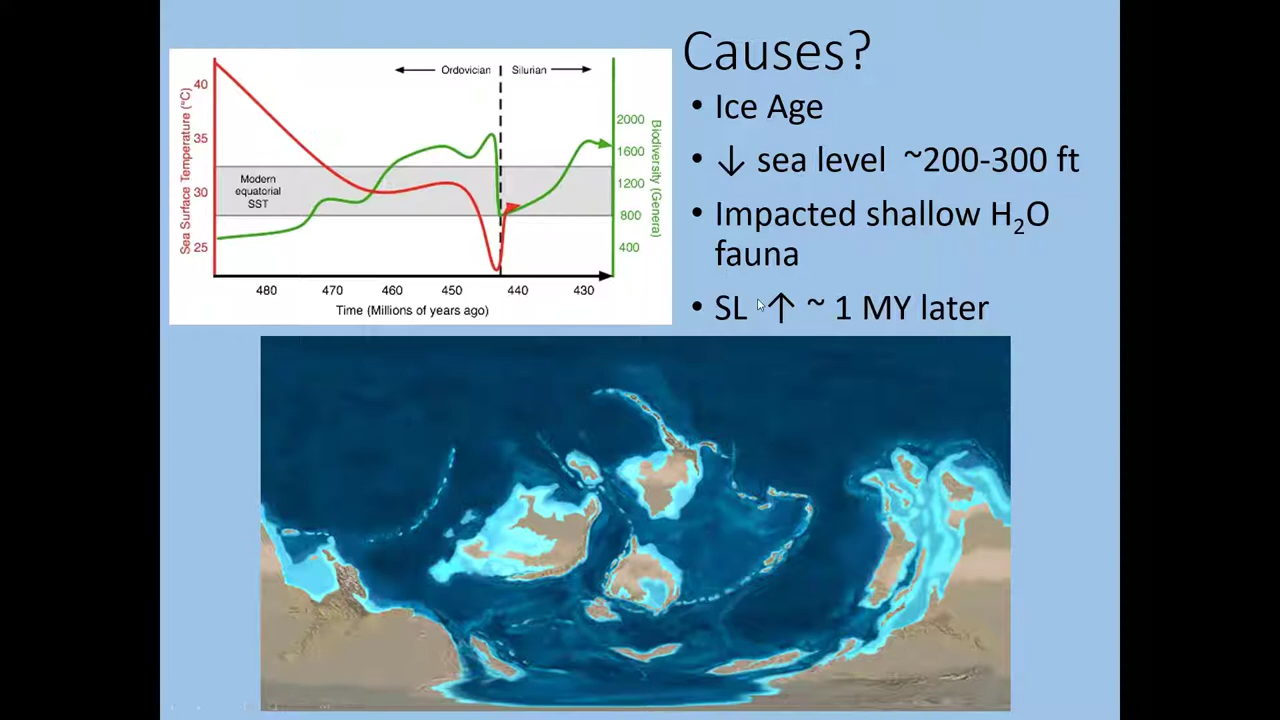 Causes?
• Ice Age
• ↓ sea level ~200-300 ft
• Impacted shallow H₂O
fauna
• SL ↑ ~ 1 MY later
Ordovician
Silurian
Sea Surface Temperature (°C)
40
35
30
25
Modern
equatorial
SST
2000
1600
1200
800
400
Biodiversity (Genera)
480 470 460 450 440 430
Time (Millions of years ago)